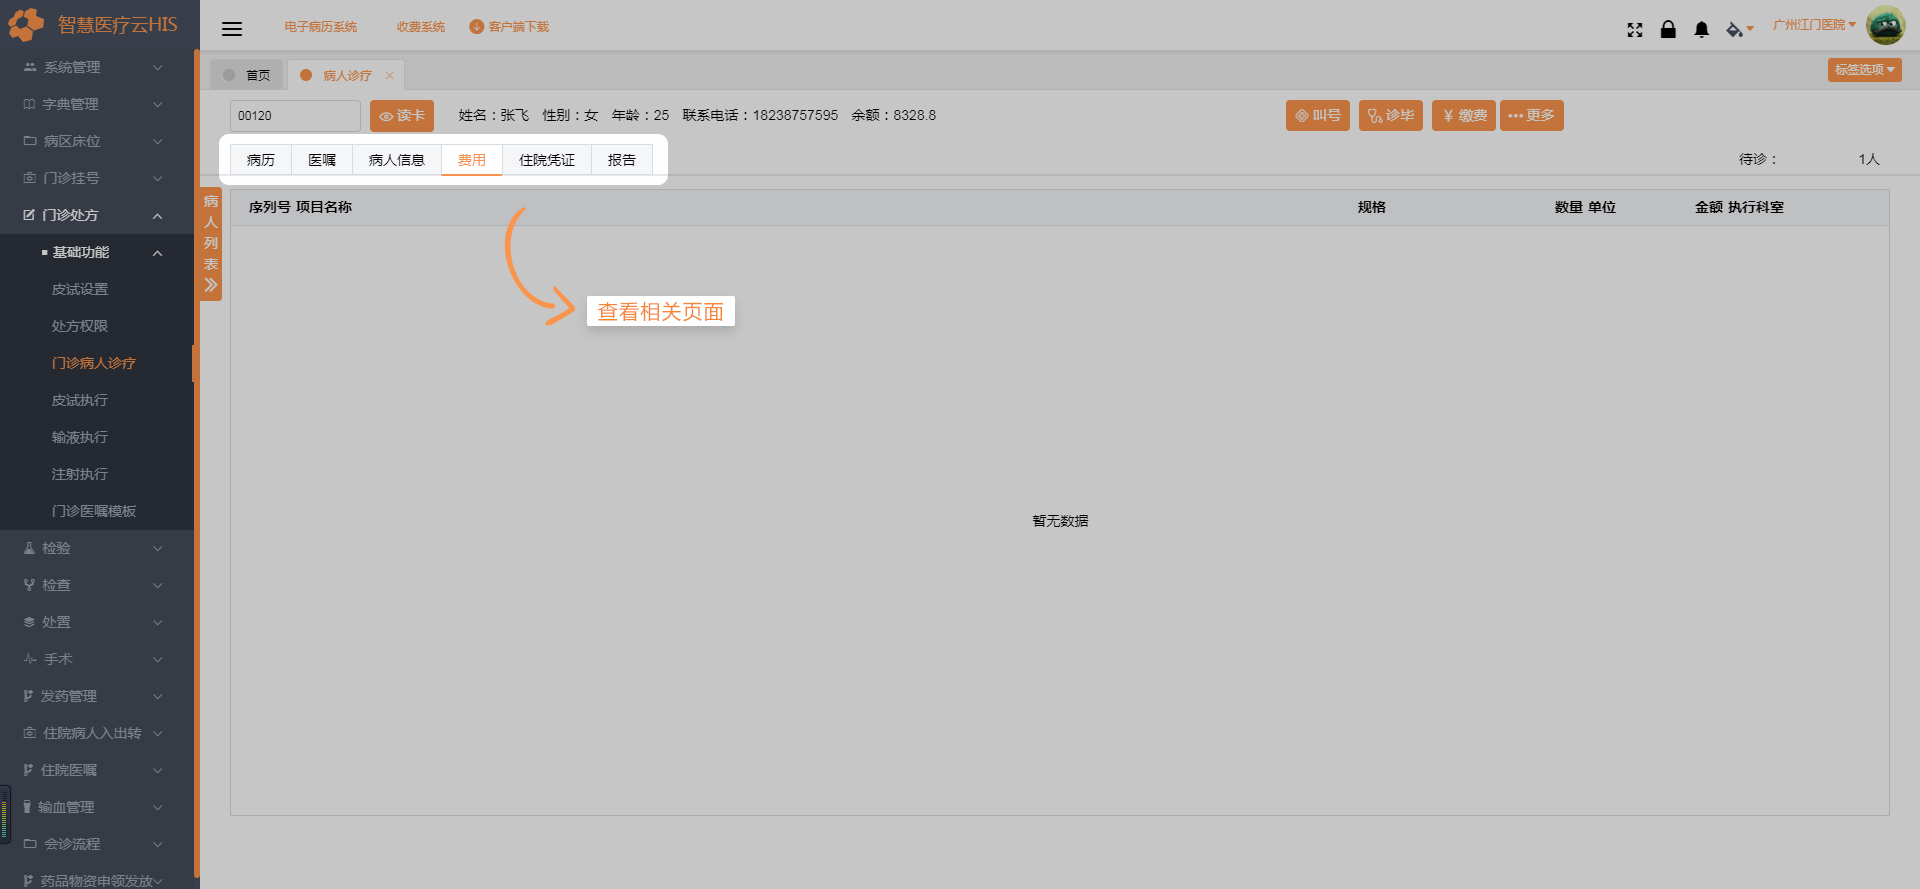 智慧医疗云HIS
电子病历系统 收费系统 客户端下载
广州江门医院
首页 病人诊疗
标签选项
00120 读卡 姓名：张飞 性别：女 年龄：25 联系电话：18238757595 余额：8328.8
叫号 诊毕 ¥ 缴费 更多
病历 医嘱 病人信息 费用 住院凭证 报告
待诊： 1人
序列号 项目名称 规格 数量 单位 金额 执行科室
查看相关页面
暂无数据
病人列表
系统管理
字典管理
病区床位
门诊挂号
门诊处方
基础功能
皮试设置
处方权限
门诊病人诊疗
皮试执行
输液执行
注射执行
门诊医嘱模板
检验
检查
处置
手术
发药管理
住院病人入出转
住院医嘱
输血管理
会诊流程
药品物资申领发放